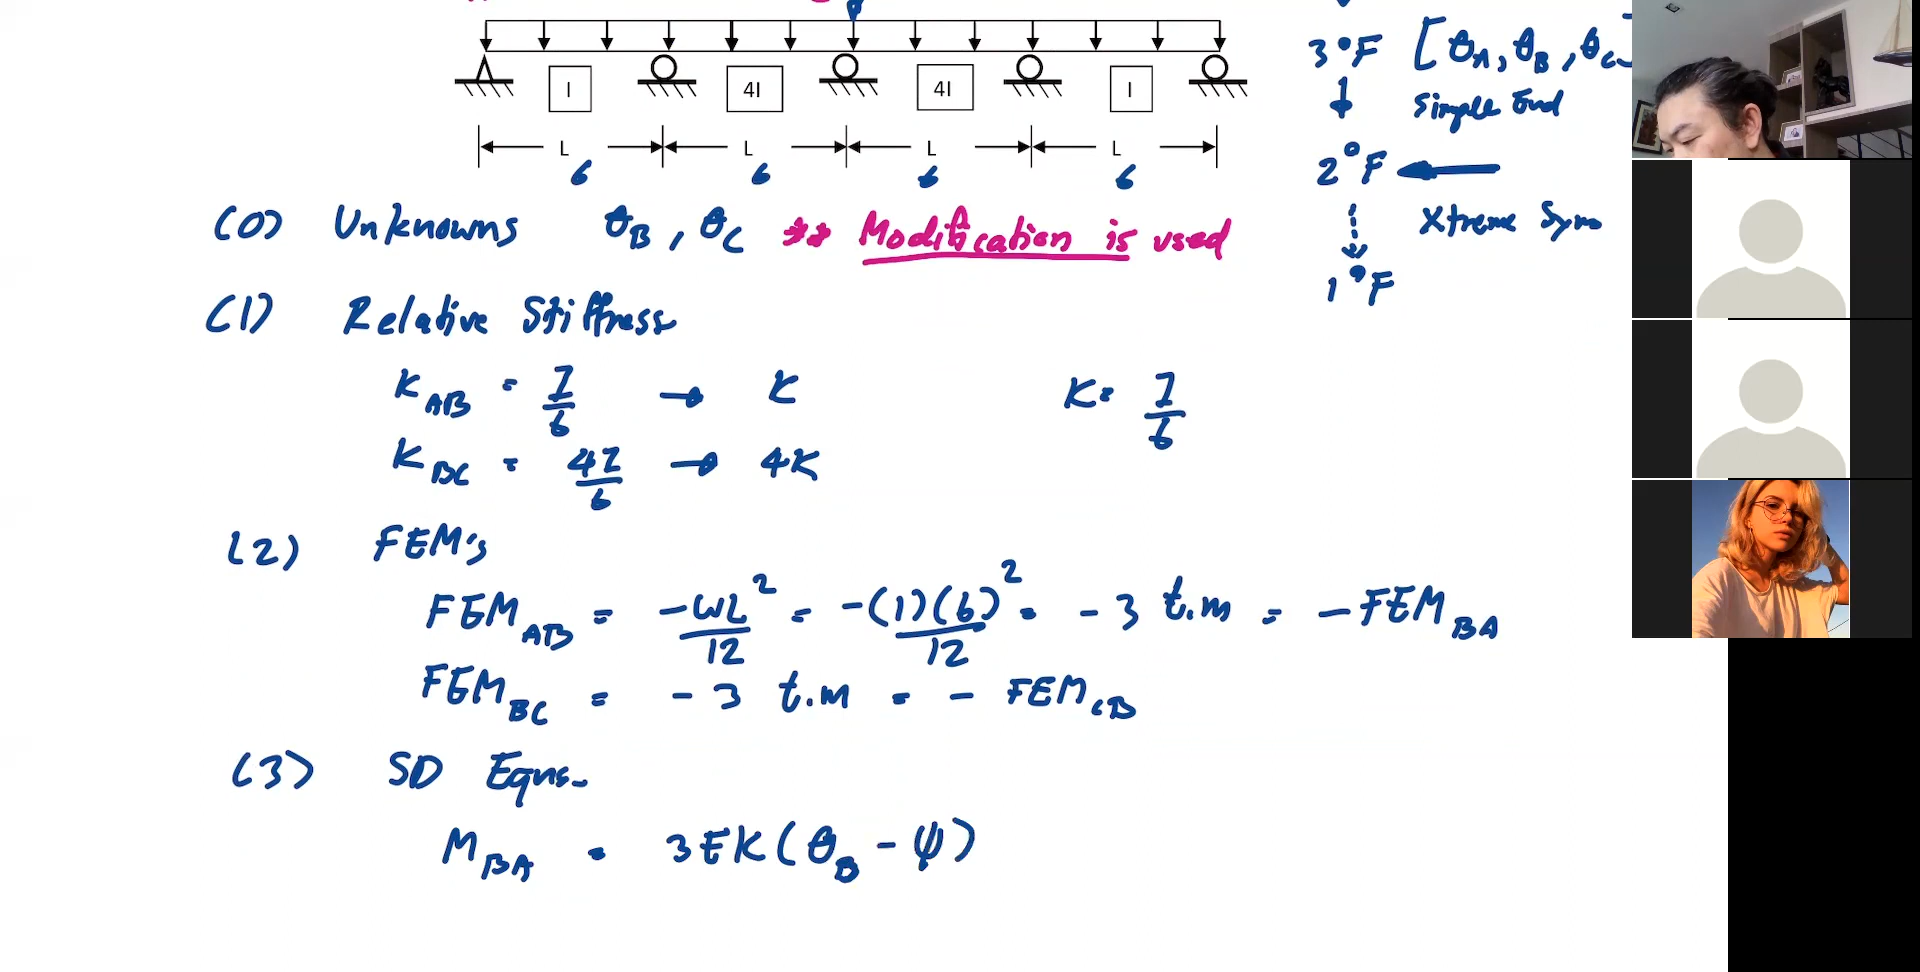 3°F [θA, θB, θC]
Simple End
I 4I 4I I
L L L L
6 6 6 6
2°F
Xtreme Sym
1°F
(0) Unknowns θB, θC ** Modification is used
(1) Relative Stiffness
KAB = I/6 → K K = I/6
KBC = 4I/6 → 4K
(2) FEM's
FEMAB = -wL²/12 = -(1)(6)²/12 = -3 t.m = -FEMBA
FEMBC = -3 t.m = -FEMCB
(3) SD Eqns.
MBA = 3EK(θB - ψ)